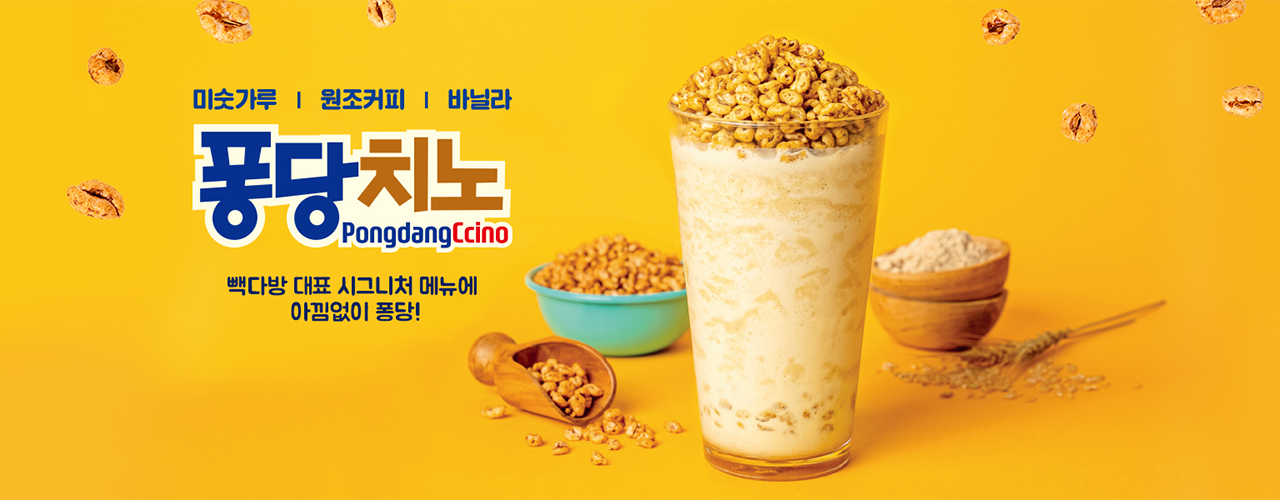 미숫가루 | 원조커피 | 바닐라
퐁당치노
PongdangCcino
빽다방 대표 시그니처 메뉴에
아낌없이 퐁당!